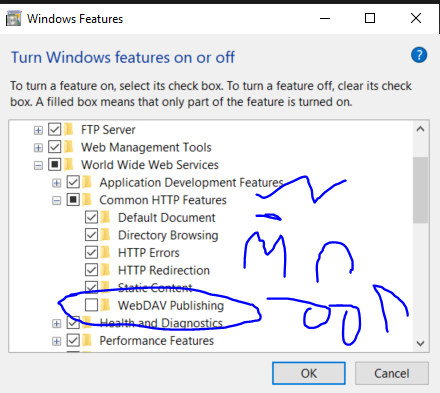 Windows Features
Turn Windows features on or off
?
To turn a feature on, select its check box. To turn a feature off, clear its check
box. A filled box means that only part of the feature is turned on.
FTP Server
Web Management Tools
World Wide Web Services
Application Development Features
Common HTTP Features
Default Document
Directory Browsing
HTTP Errors
HTTP Redirection
Static Content
WebDAV Publishing
Health and Diagnostics
Performance Features
OK Cancel